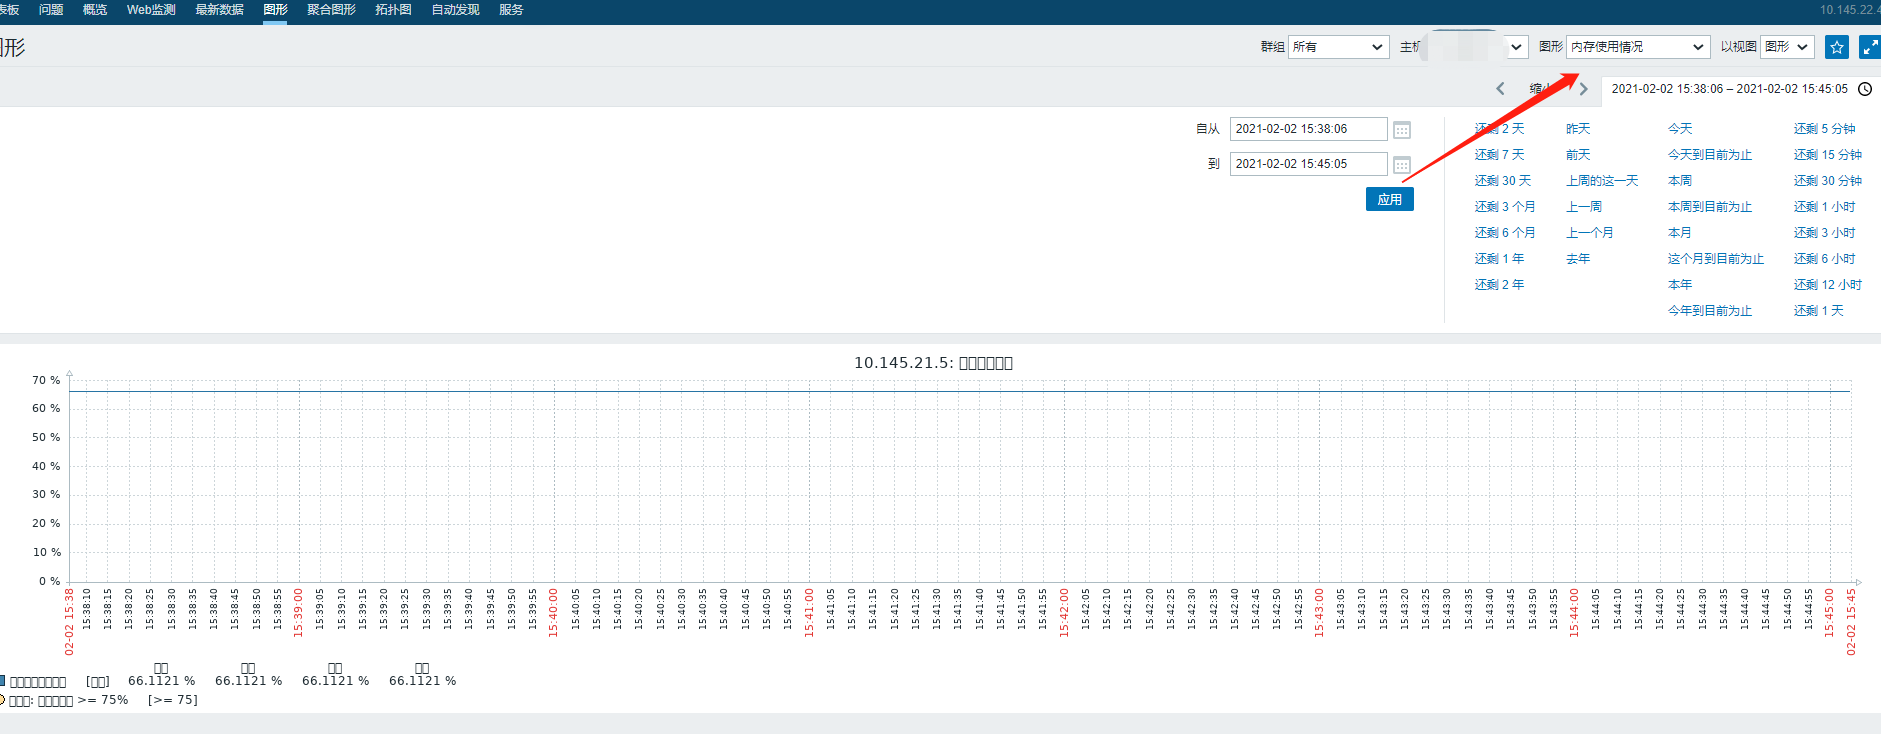 表板 问题 概览 Web监测 最新数据 图形 聚合图形 拓扑图 自动发现 服务 10.145.22.4
图形 群组 所有 主机 图形 内存使用情况 以视图 图形
缩小 2021-02-02 15:38:06 – 2021-02-02 15:45:05
自从 2021-02-02 15:38:06
到 2021-02-02 15:45:05
应用
还剩 2 天 昨天 今天 还剩 5 分钟
还剩 7 天 前天 今天到目前为止 还剩 15 分钟
还剩 30 天 上周的这一天 本周 还剩 30 分钟
还剩 3 个月 上一周 本周到目前为止 还剩 1 小时
还剩 6 个月 上一个月 本月 还剩 3 小时
还剩 1 年 去年 这个月到目前为止 还剩 6 小时
还剩 2 年 本年 还剩 12 小时
今年到目前为止 还剩 1 天
10.145.21.5:
70 %
60 %
50 %
40 %
30 %
20 %
10 %
0 %
02-02 15:38 15:38:10 15:38:15 15:38:20 15:38:25 15:38:30 15:38:35 15:38:40 15:38:45 15:38:50 15:38:55 15:39:00 15:39:05 15:39:10 15:39:15 15:39:20 15:39:25 15:39:30 15:39:35 15:39:40 15:39:45 15:39:50 15:39:55 15:40:00 15:40:05 15:40:10 15:40:15 15:40:20 15:40:25 15:40:30 15:40:35 15:40:40 15:40:45 15:40:50 15:40:55 15:41:00 15:41:05 15:41:10 15:41:15 15:41:20 15:41:25 15:41:30 15:41:35 15:41:40 15:41:45 15:41:50 15:41:55 15:42:00 15:42:05 15:42:10 15:42:15 15:42:20 15:42:25 15:42:30 15:42:35 15:42:40 15:42:45 15:42:50 15:42:55 15:43:00 15:43:05 15:43:10 15:43:15 15:43:20 15:43:25 15:43:30 15:43:35 15:43:40 15:43:45 15:43:50 15:43:55 15:44:00 15:44:05 15:44:10 15:44:15 15:44:20 15:44:25 15:44:30 15:44:35 15:44:40 15:44:45 15:44:50 15:44:55 15:45:00 02-02 15:45
66.1121 % 66.1121 % 66.1121 % 66.1121 %
>= 75% [>= 75]